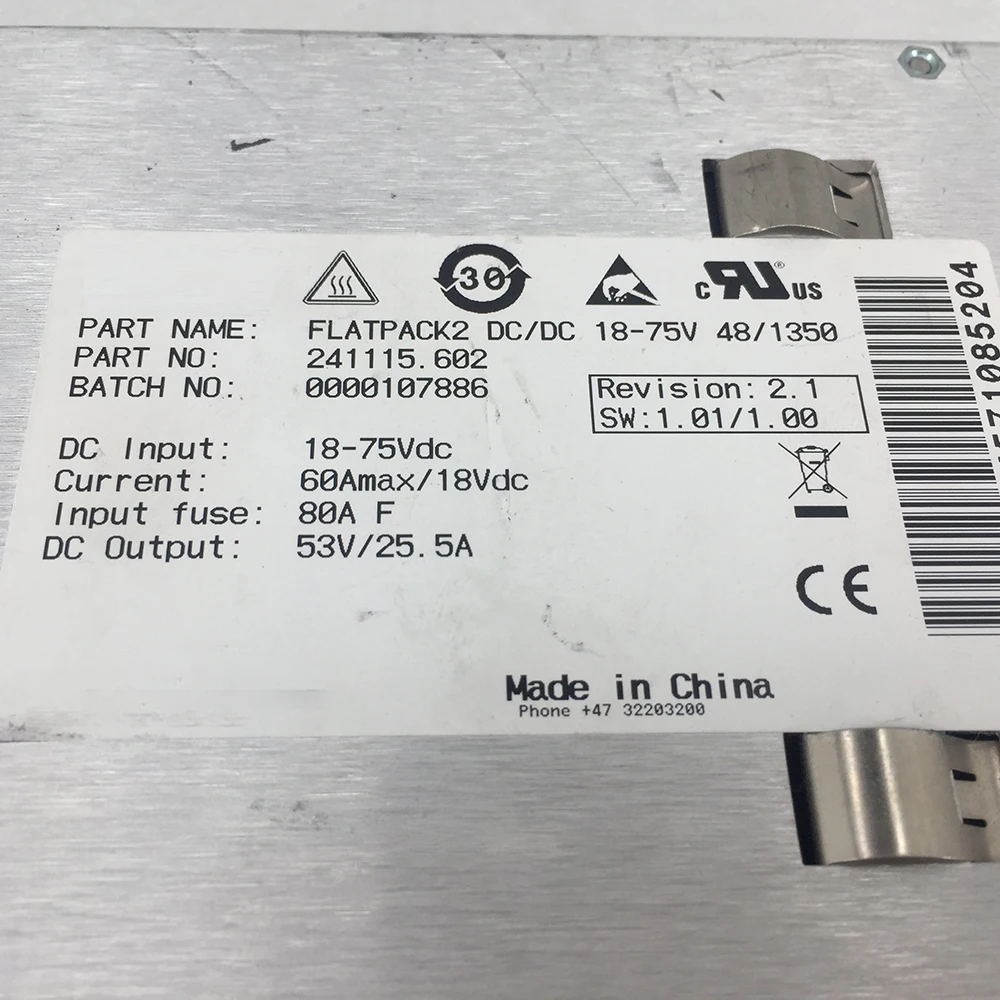 30
c RU® US
PART NAME: FLATPACK2 DC/DC 18-75V 48/1350
PART NO: 241115.602
BATCH NO: 0000107886
Revision: 2.1
SW:1.01/1.00
DC Input: 18-75Vdc
Current: 60Amax/18Vdc
Input fuse: 80A F
DC Output: 53V/25.5A
CE
Made in China
Phone +47 32203200
71085204